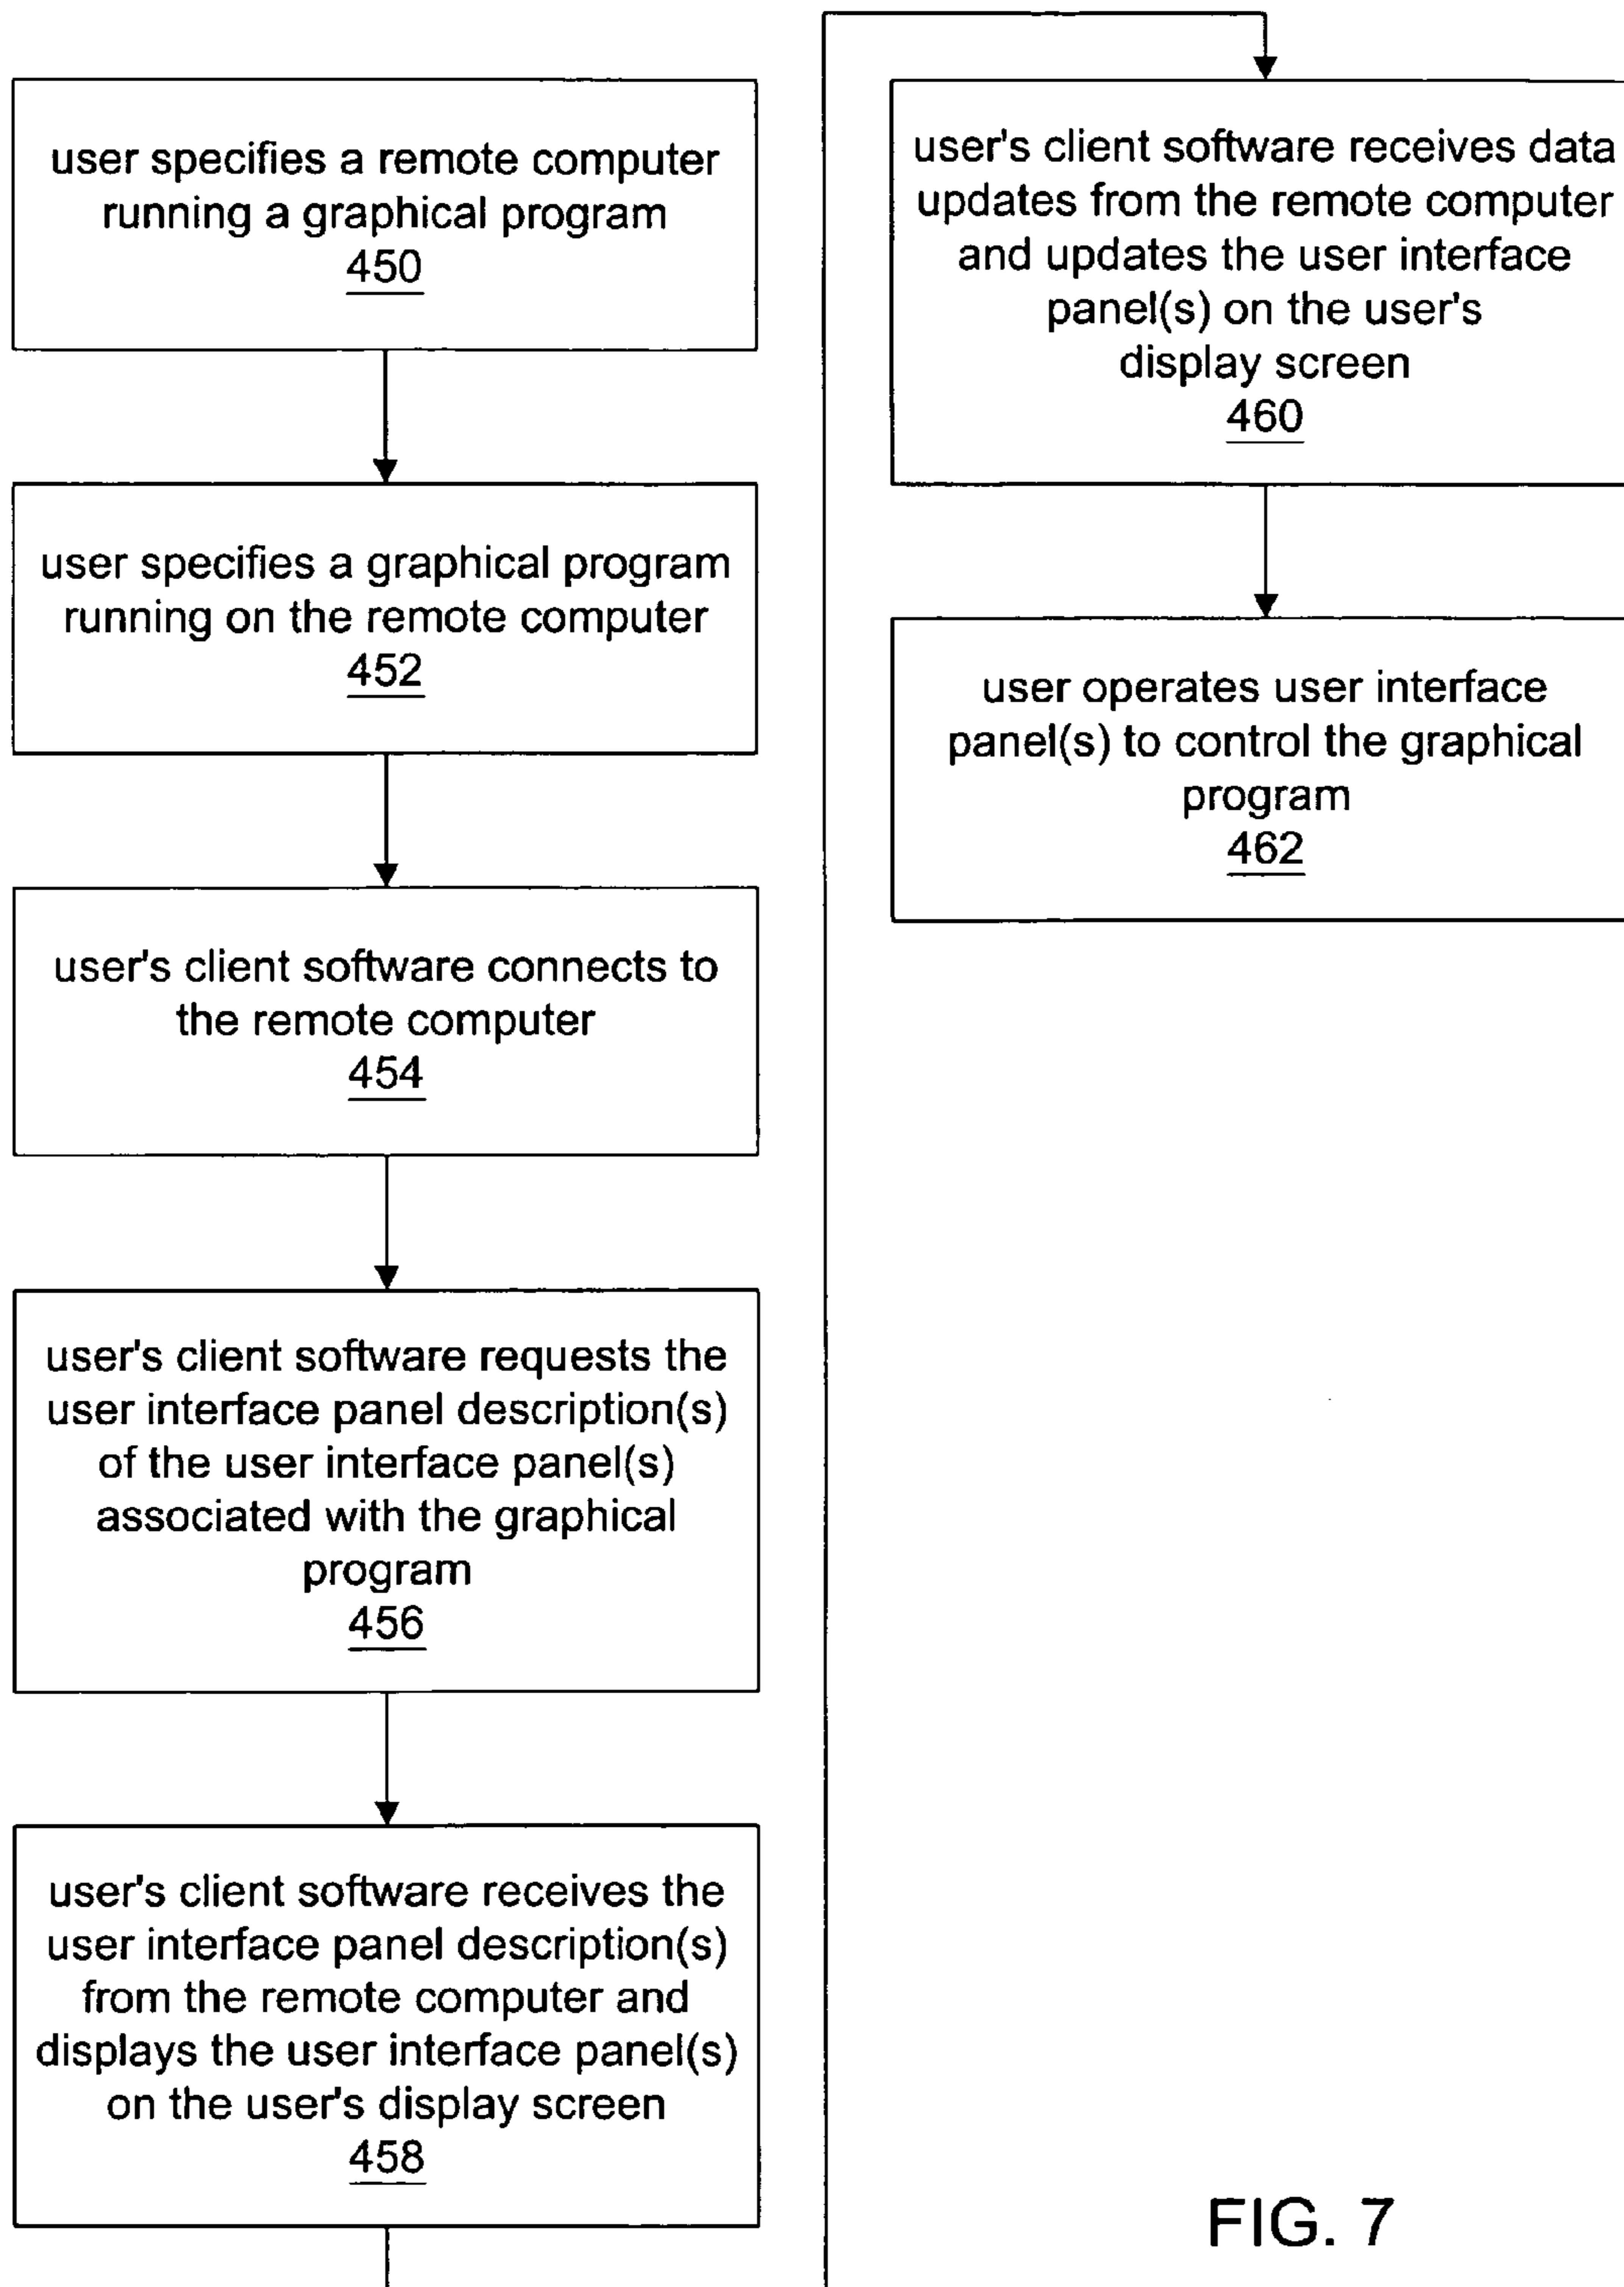 user specifies a remote computer
running a graphical program
450
user specifies a graphical program
running on the remote computer
452
user's client software connects to
the remote computer
454
user's client software requests the
user interface panel description(s)
of the user interface panel(s)
associated with the graphical
program
456
user's client software receives the
user interface panel description(s)
from the remote computer and
displays the user interface panel(s)
on the user's display screen
458
user's client software receives data
updates from the remote computer
and updates the user interface
panel(s) on the user's
display screen
460
user operates user interface
panel(s) to control the graphical
program
462
FIG. 7